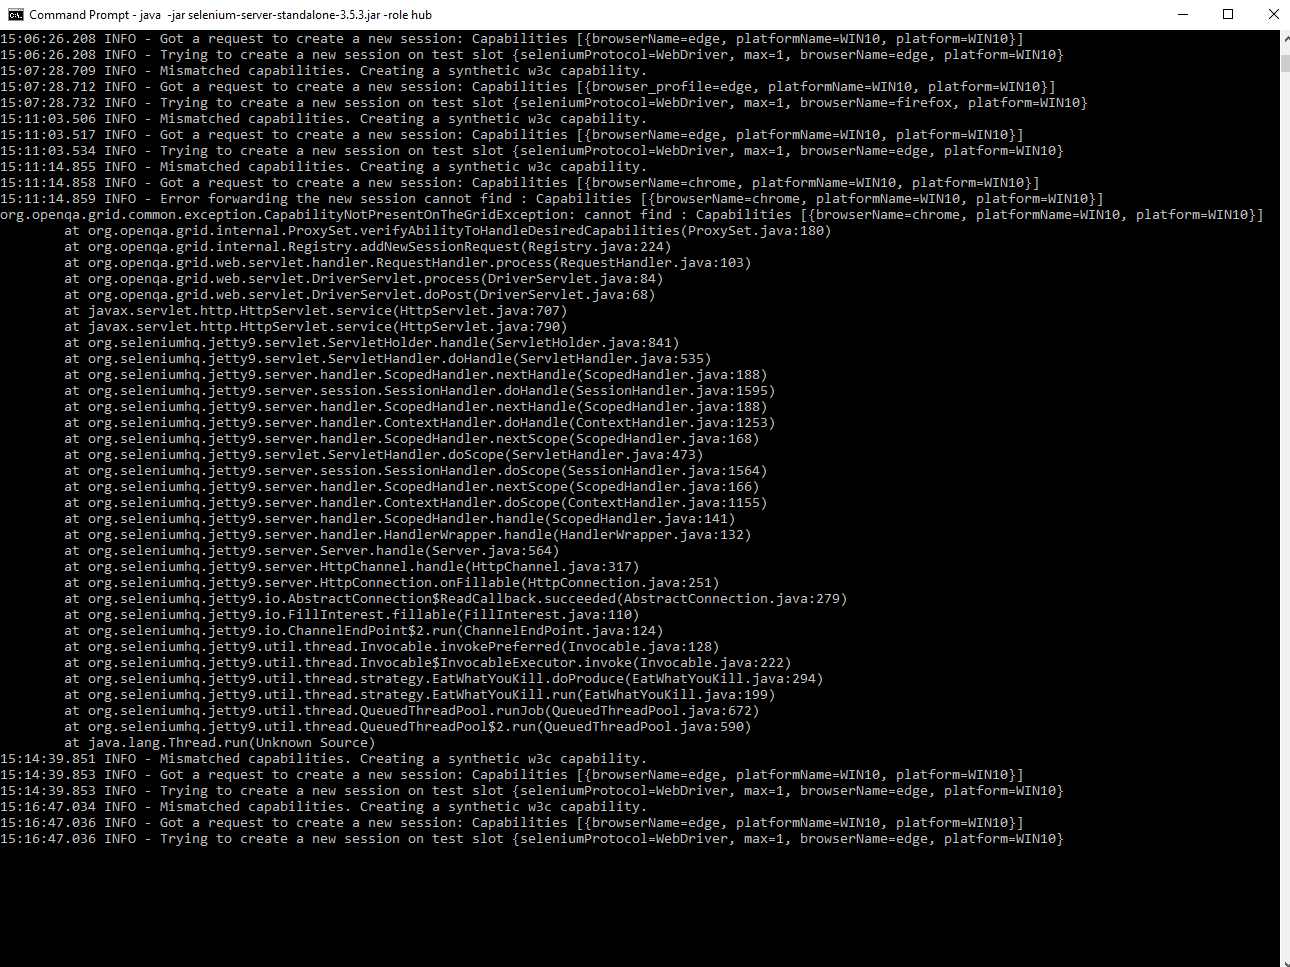 Command Prompt - java  -jar selenium-server-standalone-3.5.3.jar -role hub
15:06:26.208 INFO - Got a request to create a new session: Capabilities [{browserName=edge, platformName=WIN10, platform=WIN10}]
15:06:26.208 INFO - Trying to create a new session on test slot {seleniumProtocol=WebDriver, max=1, browserName=edge, platform=WIN10}
15:07:28.709 INFO - Mismatched capabilities. Creating a synthetic w3c capability.
15:07:28.712 INFO - Got a request to create a new session: Capabilities [{browser_profile=edge, platformName=WIN10, platform=WIN10}]
15:07:28.732 INFO - Trying to create a new session on test slot {seleniumProtocol=WebDriver, max=1, browserName=firefox, platform=WIN10}
15:11:03.506 INFO - Mismatched capabilities. Creating a synthetic w3c capability.
15:11:03.517 INFO - Got a request to create a new session: Capabilities [{browserName=edge, platformName=WIN10, platform=WIN10}]
15:11:03.534 INFO - Trying to create a new session on test slot {seleniumProtocol=WebDriver, max=1, browserName=edge, platform=WIN10}
15:11:14.855 INFO - Mismatched capabilities. Creating a synthetic w3c capability.
15:11:14.858 INFO - Got a request to create a new session: Capabilities [{browserName=chrome, platformName=WIN10, platform=WIN10}]
15:11:14.859 INFO - Error forwarding the new session cannot find : Capabilities [{browserName=chrome, platformName=WIN10, platform=WIN10}]
org.openqa.grid.common.exception.CapabilityNotPresentOnTheGridException: cannot find : Capabilities [{browserName=chrome, platformName=WIN10, platform=WIN10}]
at org.openqa.grid.internal.ProxySet.verifyAbilityToHandleDesiredCapabilities(ProxySet.java:180)
at org.openqa.grid.internal.Registry.addNewSessionRequest(Registry.java:224)
at org.openqa.grid.web.servlet.handler.RequestHandler.process(RequestHandler.java:103)
at org.openqa.grid.web.servlet.DriverServlet.process(DriverServlet.java:84)
at org.openqa.grid.web.servlet.DriverServlet.doPost(DriverServlet.java:68)
at javax.servlet.http.HttpServlet.service(HttpServlet.java:707)
at javax.servlet.http.HttpServlet.service(HttpServlet.java:790)
at org.seleniumhq.jetty9.servlet.ServletHolder.handle(ServletHolder.java:841)
at org.seleniumhq.jetty9.servlet.ServletHandler.doHandle(ServletHandler.java:535)
at org.seleniumhq.jetty9.server.handler.ScopedHandler.nextHandle(ScopedHandler.java:188)
at org.seleniumhq.jetty9.server.session.SessionHandler.doHandle(SessionHandler.java:1595)
at org.seleniumhq.jetty9.server.handler.ScopedHandler.nextHandle(ScopedHandler.java:188)
at org.seleniumhq.jetty9.server.handler.ContextHandler.doHandle(ContextHandler.java:1253)
at org.seleniumhq.jetty9.server.handler.ScopedHandler.nextScope(ScopedHandler.java:168)
at org.seleniumhq.jetty9.servlet.ServletHandler.doScope(ServletHandler.java:473)
at org.seleniumhq.jetty9.server.session.SessionHandler.doScope(SessionHandler.java:1564)
at org.seleniumhq.jetty9.server.handler.ScopedHandler.nextScope(ScopedHandler.java:166)
at org.seleniumhq.jetty9.server.handler.ContextHandler.doScope(ContextHandler.java:1155)
at org.seleniumhq.jetty9.server.handler.ScopedHandler.handle(ScopedHandler.java:141)
at org.seleniumhq.jetty9.server.handler.HandlerWrapper.handle(HandlerWrapper.java:132)
at org.seleniumhq.jetty9.server.Server.handle(Server.java:564)
at org.seleniumhq.jetty9.server.HttpChannel.handle(HttpChannel.java:317)
at org.seleniumhq.jetty9.server.HttpConnection.onFillable(HttpConnection.java:251)
at org.seleniumhq.jetty9.io.AbstractConnection$ReadCallback.succeeded(AbstractConnection.java:279)
at org.seleniumhq.jetty9.io.FillInterest.fillable(FillInterest.java:110)
at org.seleniumhq.jetty9.io.ChannelEndPoint$2.run(ChannelEndPoint.java:124)
at org.seleniumhq.jetty9.util.thread.Invocable.invokePreferred(Invocable.java:128)
at org.seleniumhq.jetty9.util.thread.Invocable$InvocableExecutor.invoke(Invocable.java:222)
at org.seleniumhq.jetty9.util.thread.strategy.EatWhatYouKill.doProduce(EatWhatYouKill.java:294)
at org.seleniumhq.jetty9.util.thread.strategy.EatWhatYouKill.run(EatWhatYouKill.java:199)
at org.seleniumhq.jetty9.util.thread.QueuedThreadPool.runJob(QueuedThreadPool.java:672)
at org.seleniumhq.jetty9.util.thread.QueuedThreadPool$2.run(QueuedThreadPool.java:590)
at java.lang.Thread.run(Unknown Source)
15:14:39.851 INFO - Mismatched capabilities. Creating a synthetic w3c capability.
15:14:39.853 INFO - Got a request to create a new session: Capabilities [{browserName=edge, platformName=WIN10, platform=WIN10}]
15:14:39.853 INFO - Trying to create a new session on test slot {seleniumProtocol=WebDriver, max=1, browserName=edge, platform=WIN10}
15:16:47.034 INFO - Mismatched capabilities. Creating a synthetic w3c capability.
15:16:47.036 INFO - Got a request to create a new session: Capabilities [{browserName=edge, platformName=WIN10, platform=WIN10}]
15:16:47.036 INFO - Trying to create a new session on test slot {seleniumProtocol=WebDriver, max=1, browserName=edge, platform=WIN10}